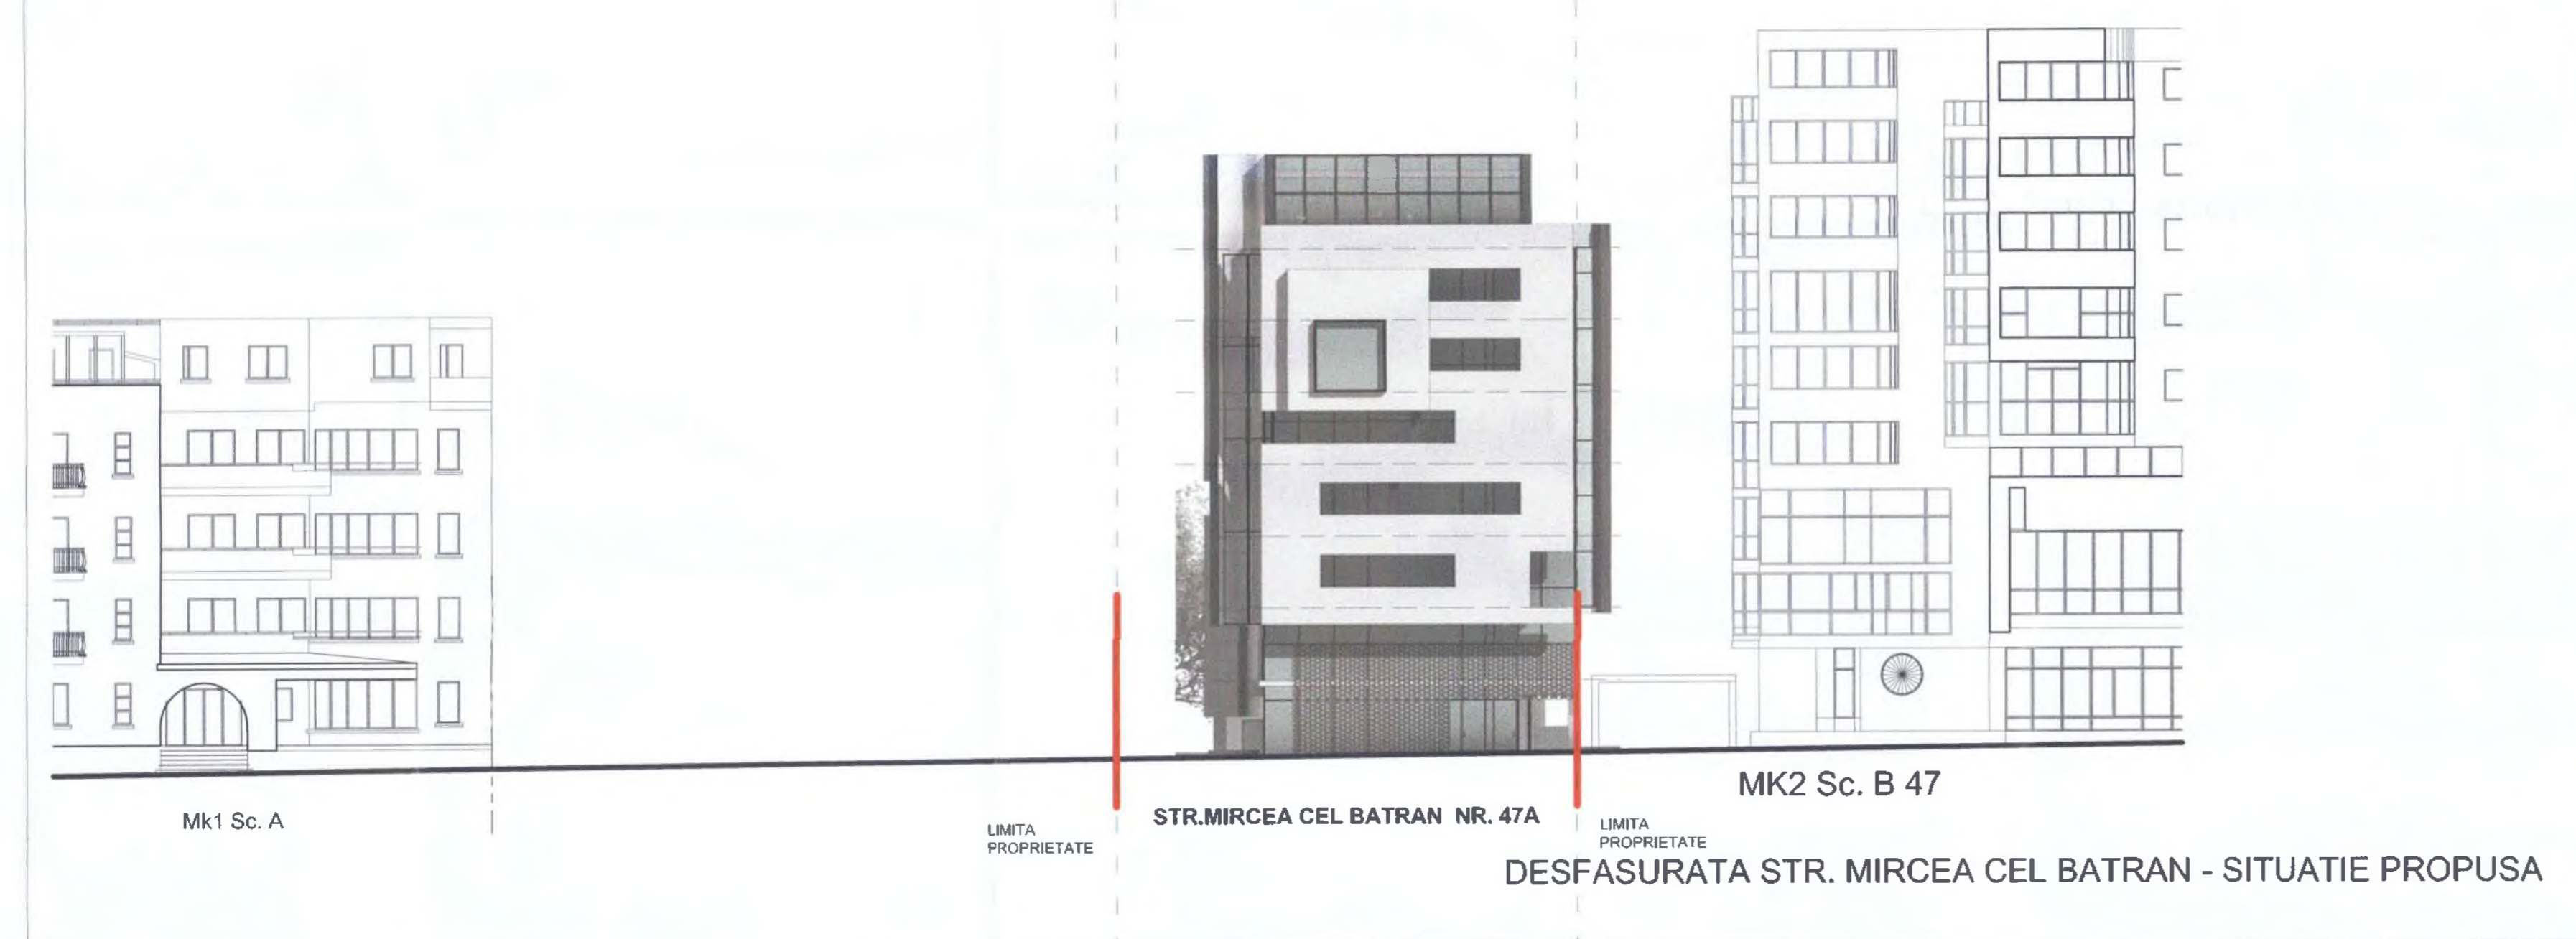 Mk1 Sc. A
LIMITA
PROPRIETATE
STR.MIRCEA CEL BATRAN NR. 47A
LIMITA
PROPRIETATE
MK2 Sc. B 47
DESFASURATA STR. MIRCEA CEL BATRAN - SITUATIE PROPUSA